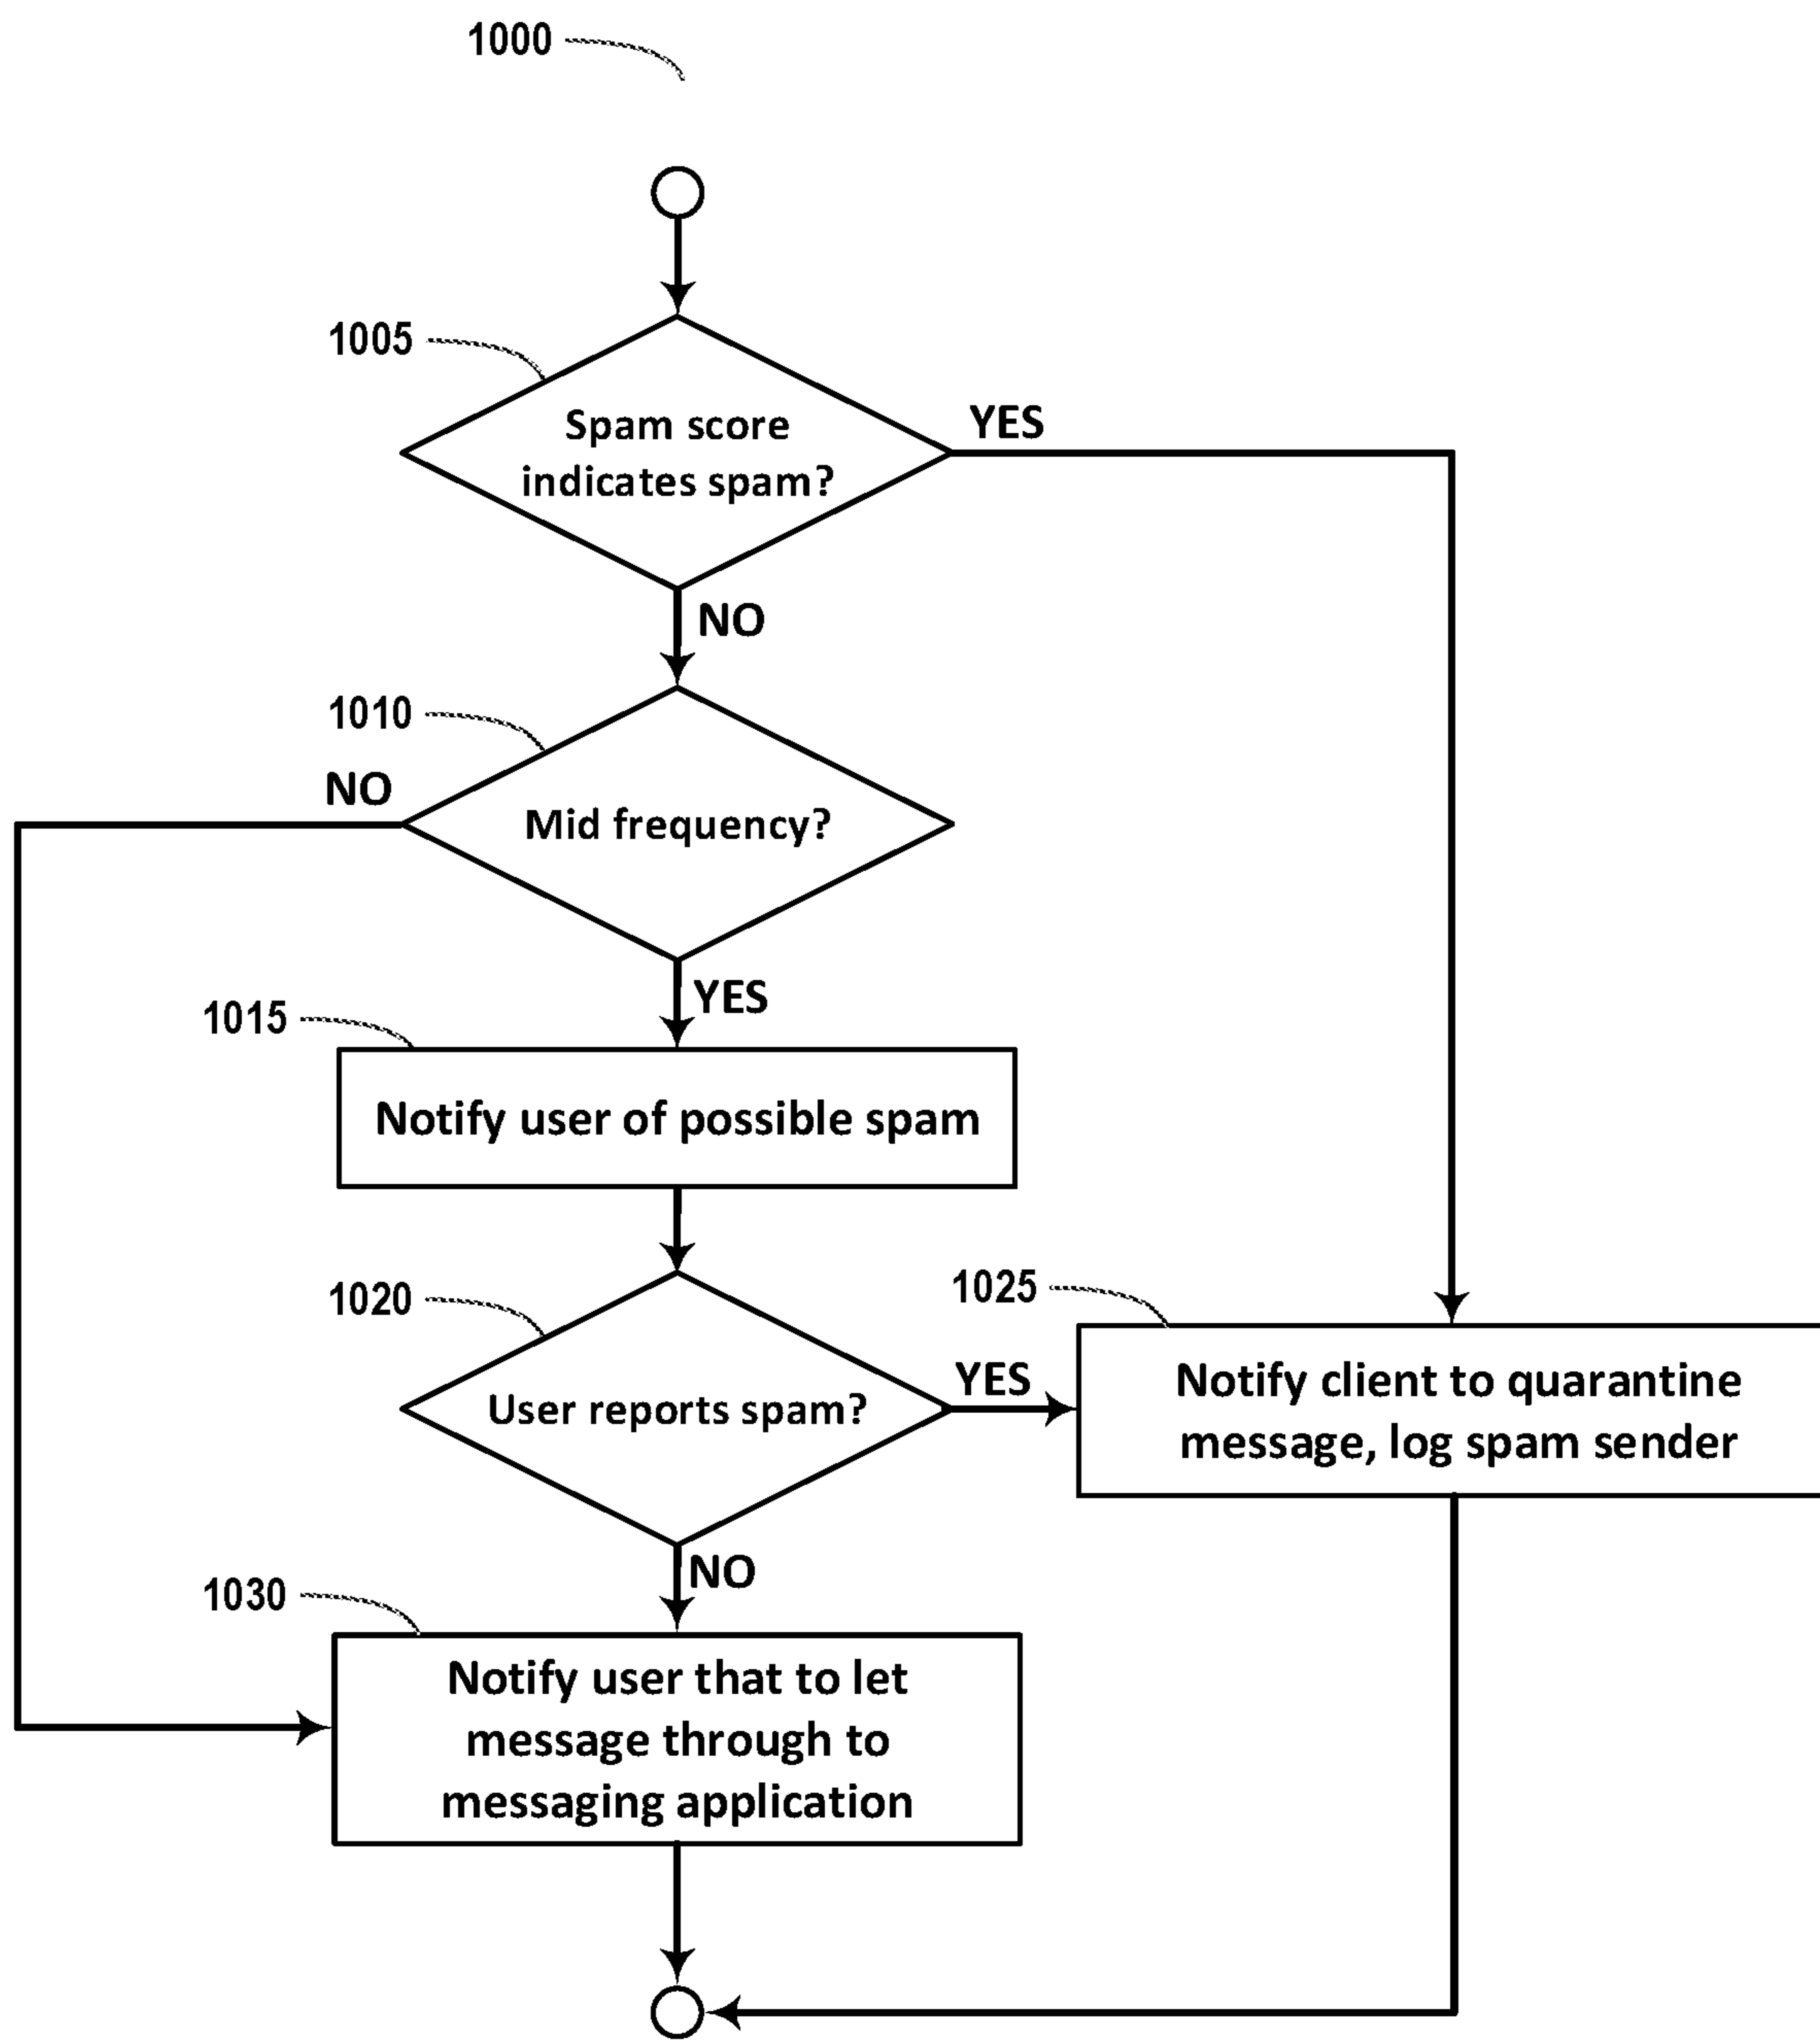 1000
1005
Spam score
indicates spam?
YES
NO
1010
NO
Mid frequency?
YES
1015
Notify user of possible spam
1020
User reports spam?
YES
1025
Notify client to quarantine
message, log spam sender
NO
1030
Notify user that to let
message through to
messaging application